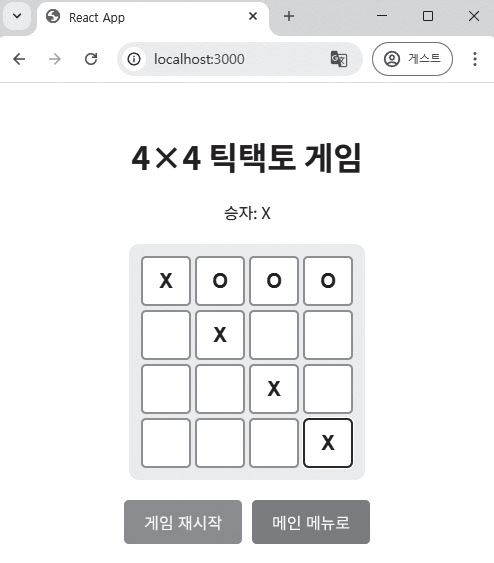 React App
localhost:3000
게스트
4×4 틱택토 게임
승자: X
X O O O
X
X
X
게임 재시작 메인 메뉴로